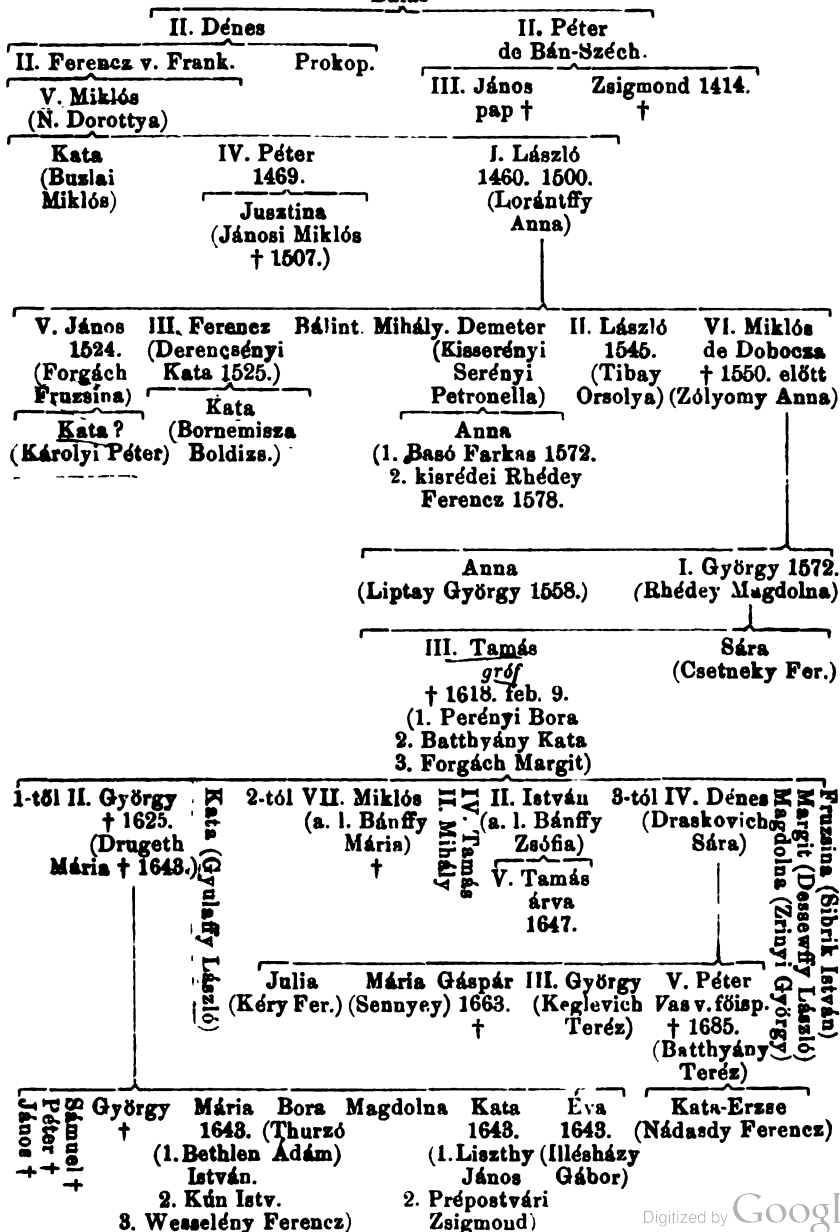 II. Dénes
II. Péter
de Bán-Széch.
II. Ferencz v. Frank.
Prokop.
III. János
pap †
Zsigmond 1414.
†
V. Miklós
(N. Dorottya)
Kata
(Buzlai
Miklós)
IV. Péter
1469.
I. László
1460. 1500.
(Lorántffy
Anna)
Jusztina
(Jánosi Miklós
† 1507.)
V. János
1524.
(Forgách
Fruzsina)
III. Ferencz
(Derencsényi
Kata 1525.)
Bálint.
Mihály.
Demeter
(Kisserényi
Serényi
Petronella)
II. László
1545.
(Tibay
Orsolya)
VI. Miklós
de Dobocza
† 1550. előtt
(Zólyomy Anna)
Kata ?
(Károlyi Péter)
Kata
(Bornemisza
Boldizs.)
Anna
(1. Basó Farkas 1572.
2. kisrédei Rhédey
Ferencz 1578.
Anna
(Liptay György 1558.)
I. György 1572.
(Rhédey Magdolna)
III. Tamás
gróf
† 1618. feb. 9.
(1. Perényi Bora
2. Batthyány Kata
3. Forgách Margit)
Sára
(Csetneky Fer.)
1-től II. György
† 1625.
(Drugeth
Mária † 1643.)
Kata (Gyulaffy László)
2-tól VII. Miklós
(a. l. Bánffy
Mária)
†
IV. Tamás
II. Mihály
II. István
(a. l. Bánffy
Zsófia)
V. Tamás
árva
1647.
3-tól IV. Dénes
(Draskovich
Sára)
Fruzsina (Sibrik István)
Margit (Dessewffy László)
Magdolna (Zrinyi György)
Julia
(Kéry Fer.)
Mária
(Sennyey)
Gáspár
1663.
†
III. György
(Keglevich
Teréz)
V. Péter
Vas v. főisp.
† 1685.
(Batthyány
Teréz)
Sámuel †
Péter †
János †
György
†
Mária
1643.
(1. Bethlen
István.
2. Kún Istv.
3. Wesselény Ferencz)
Bora
(Thurzó
Ádám)
Magdolna
Kata
1643.
(1. Liszthy
János
2. Prépostvári
Zsigmond)
Éva
1643.
(Illésházy
Gábor)
Kata-Erzse
(Nádasdy Ferencz)
Digitized by Googl